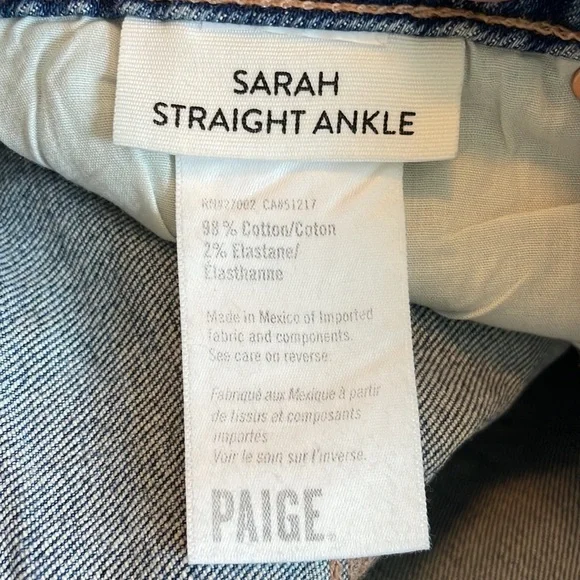 SARAH
STRAIGHT ANKLE
RN#27002 CA#51217
98 % Cotton/Coton
2% Elastane/
Élasthanne
Made in Mexico of Imported
fabric and components.
See care on reverse.
Fabriqué aux Mexique à partir
de tissus et composants
importés
Voir le soin sur l'inverse.
PAIGE.